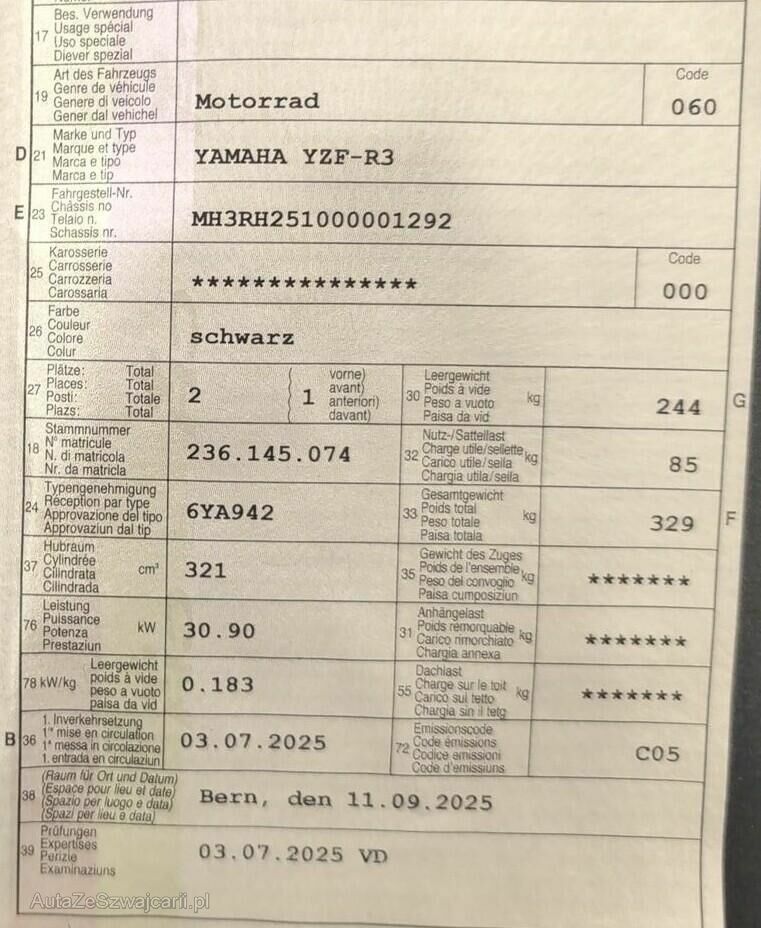 17 Bes. Verwendung
Usage spécial
Uso speciale
Diever spezial
19 Art des Fahrzeugs
Genre de véhicule
Genere di veicolo
Gener dal vehichel
Motorrad
Code
060
D 21 Marke und Typ
Marque et type
Marca e tipo
Marca e tip
YAMAHA YZF-R3
E 23 Fahrgestell-Nr.
Châssis no
Telaio n.
Schassis nr.
MH3RH251000001292
25 Karosserie
Carrosserie
Carrozzeria
Carossaria
***************
Code
000
26 Farbe
Couleur
Colore
Colur
schwarz
27 Plätze: Total
Places: Total
Posti: Totale
Plazs: Total
2
( 1 vorne)
avant)
anteriori)
davant)
30 Leergewicht
Poids à vide
Peso a vuoto
Paisa da vid
kg
244
G
18 Stammnummer
N° matricule
N. di matricola
Nr. da matricla
236.145.074
32 Nutz-/Sattellast
Charge utile/sellette
Carico utile/sella
Chargia utila/sella
kg
85
24 Typengenehmigung
Réception par type
Approvazione del tipo
Approvaziun dal tip
6YA942
33 Gesamtgewicht
Poids total
Peso totale
Paisa totala
kg
329
F
37 Hubraum
Cylindrée
Cilindrata
Cilindrada
cm³
321
35 Gewicht des Zuges
Poids de l'ensemble
Peso del convoglio
Paisa cumposiziun
kg
*******
76 Leistung
Puissance
Potenza
Prestaziun
kW
30.90
31 Anhängelast
Poids remorquable
Carico rimorchiato
Chargia annexa
kg
*******
78 kW/kg
Leergewicht
poids à vide
peso a vuoto
paisa da vid
0.183
55 Dachlast
Charge sur le toit
Carico sul tetto
Chargia sin il tetg
kg
*******
B 36 1. Inverkehrsetzung
1re mise en circulation
1a messa in circolazione
1. entrada en circulaziun
03.07.2025
72 Emissionscode
Code émissions
Codice emissioni
Code d'emissiuns
C05
38 (Raum für Ort und Datum)
(Espace pour lieu et date)
(Spazio per luogo e data)
(Spazi per lieu e data)
Bern, den 11.09.2025
39 Prüfungen
Expertises
Perizie
Examinaziuns
03.07.2025 VD
AutaZeSzwajcarii.pl